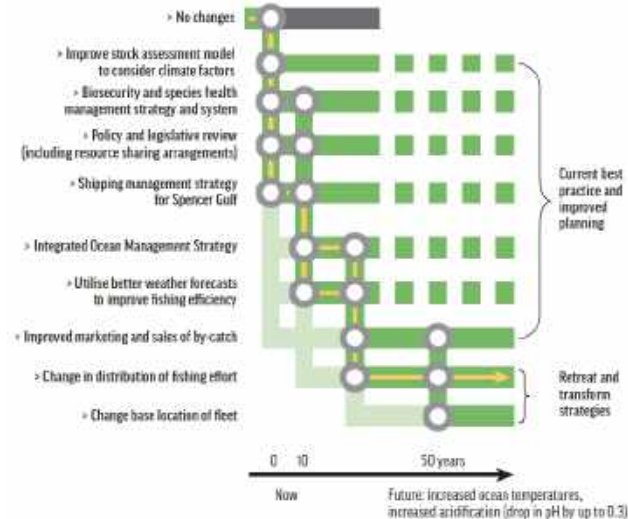 > No changes
> Improve stock assessment model
to consider climate factors
> Biosecurity and species health
management strategy and system
> Policy and legislative review
(including resource sharing arrangements)
> Shipping management strategy
for Spencer Gulf
> Integrated Ocean Management Strategy
> Utilise better weather forecasts
to improve fishing efficiency
> Improved marketing and sales of by-catch
> Change in distribution of fishing effort
> Change base location of fleet
Current best
practice and
improved
planning
Retreat and
transform
strategies
0 10 50 years
Now
Future: increased ocean temperatures,
increased acidification (drop in pH by up to 0.3)